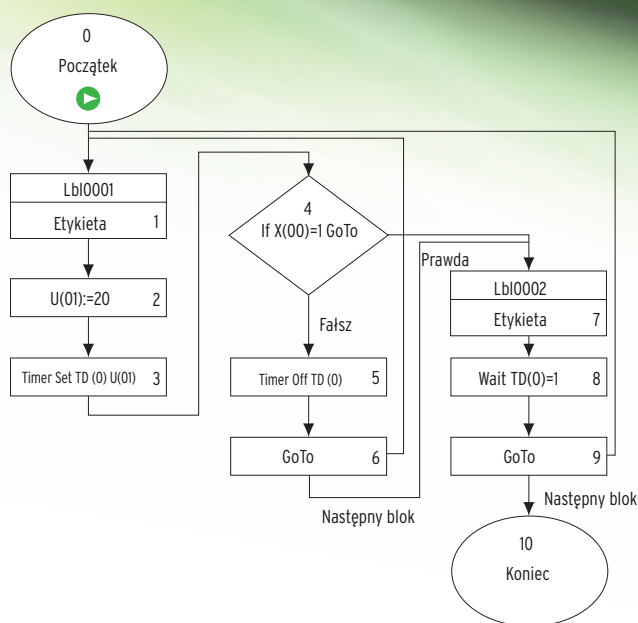 0
Początek
Lbl0001
Etykieta 1
U(01):=20 2
Timer Set TD (0) U(01) 3
4
If X(00)=1 GoTo
Prawda
Fałsz
Timer Off TD (0) 5
GoTo 6
Następny blok
Lbl0002
Etykieta 7
Wait TD(0)=1 8
GoTo 9
Następny blok
10
Koniec